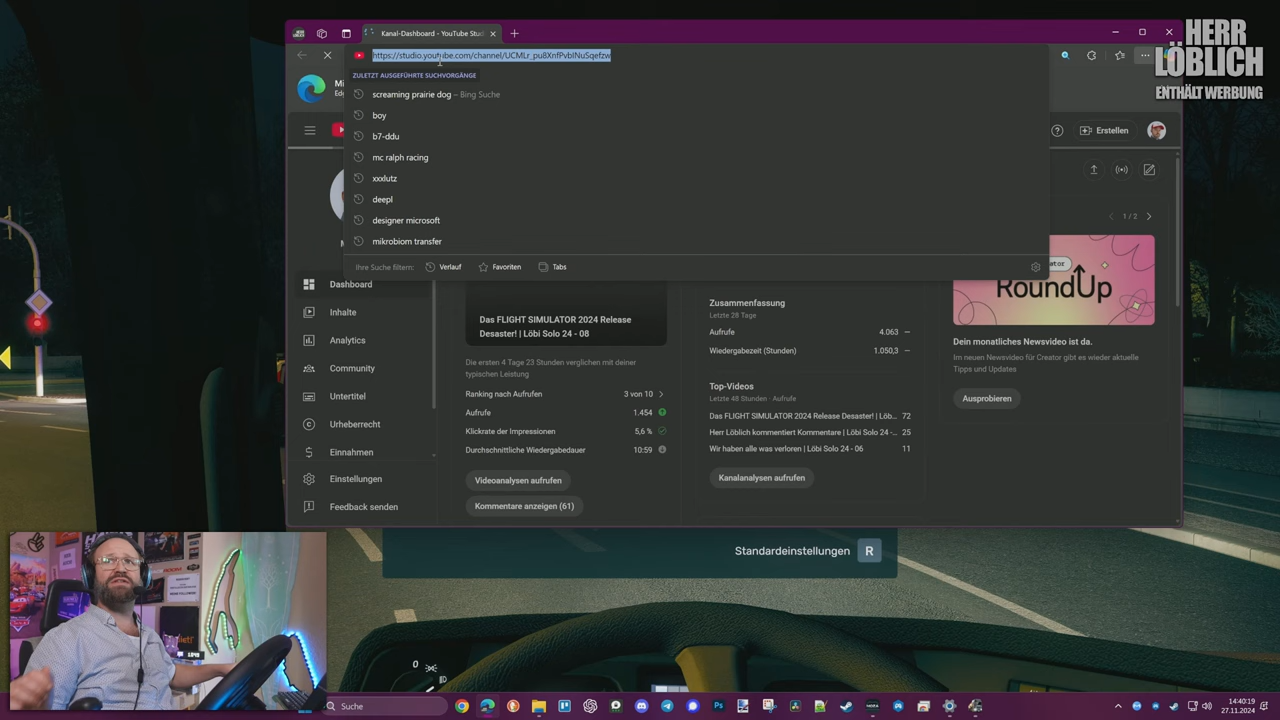 HERR
LÖBLICH
ENTHÄLT WERBUNG
Kanal-Dashboard - YouTube Stud
https://studio.youtube.com/channel/UCMLr_pu8XnfPvbINuSqefzw
ZULETZT AUSGEFÜHRTE SUCHVORGÄNGE
screaming prairie dog – Bing Suche
boy
b7-ddu
mc ralph racing
xxxlutz
deepl
designer microsoft
mikrobiom transfer
Ihre Suche filtern: Verlauf Favoriten Tabs
Erstellen
1 / 2
Dashboard
Inhalte
Analytics
Community
Untertitel
Urheberrecht
Einnahmen
Einstellungen
Feedback senden
Das FLIGHT SIMULATOR 2024 Release
Desaster! | Löbi Solo 24 - 08
Die ersten 4 Tage 23 Stunden verglichen mit deiner
typischen Leistung
Ranking nach Aufrufen 3 von 10
Aufrufe 1.454
Klickrate der Impressionen 5,6 %
Durchschnittliche Wiedergabedauer 10:59
Videoanalysen aufrufen
Kommentare anzeigen (61)
Zusammenfassung
Letzte 28 Tage
Aufrufe 4.063 —
Wiedergabezeit (Stunden) 1.050,3 —
Top-Videos
Letzte 48 Stunden · Aufrufe
Das FLIGHT SIMULATOR 2024 Release Desaster! | Löb... 72
Herr Löblich kommentiert Kommentare | Löbi Solo 24 -... 25
Wir haben alle was verloren | Löbi Solo 24 - 06 11
Kanalanalysen aufrufen
RoundUp
Dein monatliches Newsvideo ist da.
Im neuen Newsvideo für Creator gibt es wieder aktuelle
Tipps und Updates
Ausprobieren
Standardeinstellungen R
0
Suche
14:40:19
27.11.2024